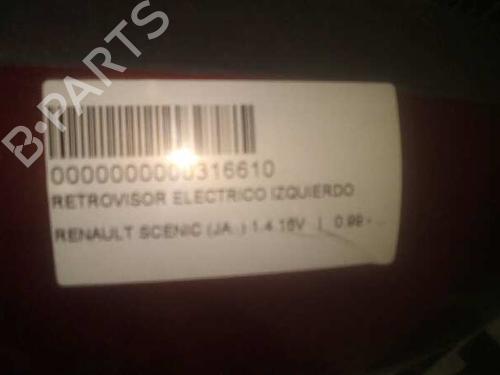 B-PARTS
0000000000316610
RETROVISOR ELECTRICO IZQUIERDO
RENAULT SCENIC (JA..) 1.4 16V | 0.99 - ...